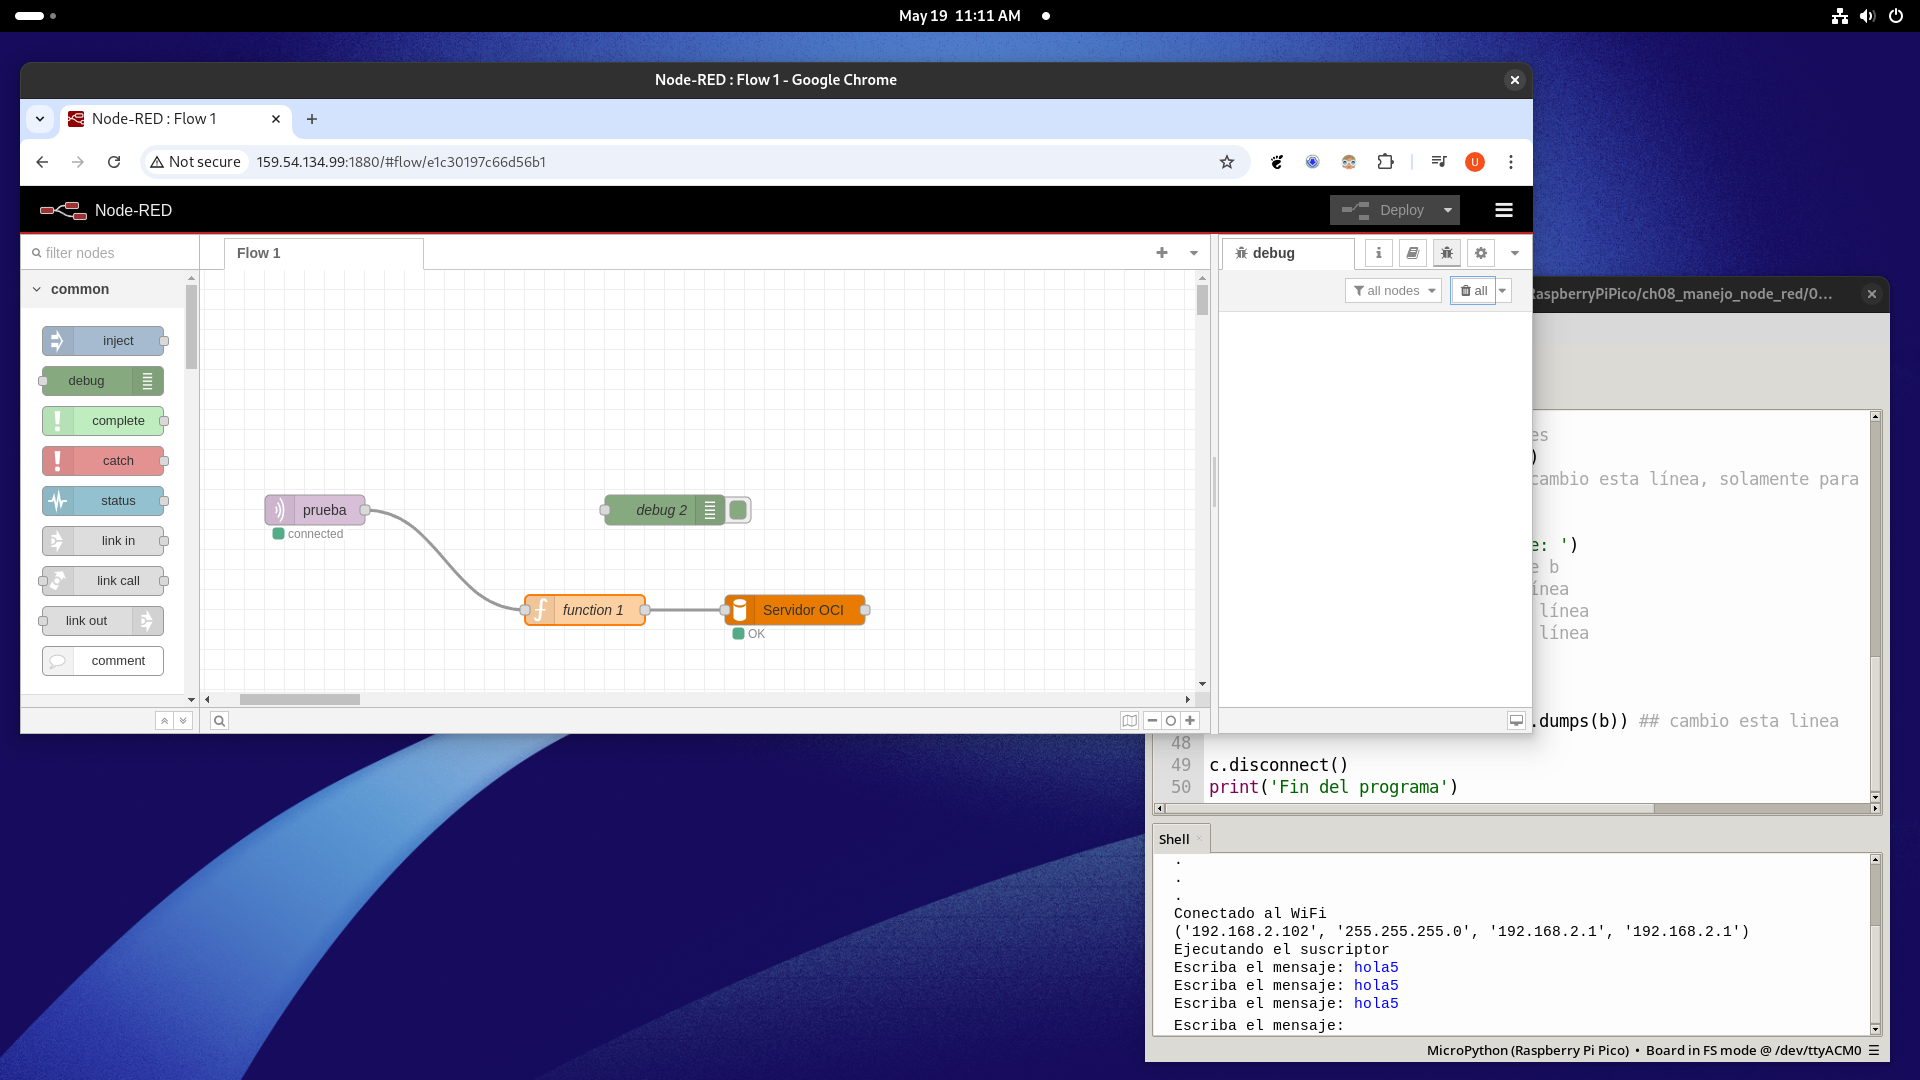 May 19 11:11 AM
Node-RED : Flow 1 - Google Chrome
Node-RED : Flow 1
Not secure
159.54.134.99:1880/#flow/e1c30197c66d56b1
U
Node-RED
Deploy
filter nodes
Flow 1
debug
common
all nodes
all
inject
debug
complete
catch
status
link in
link call
link out
comment
prueba
connected
debug 2
function 1
Servidor OCI
OK
RaspberryPiPico/ch08_manejo_node_red/0...
es
)
cambio esta línea, solamente para
e: ')
e b
ínea
línea
línea
.dumps(b)) ## cambio esta linea
48
49 c.disconnect()
50 print('Fin del programa')
Shell
.
.
.
Conectado al WiFi
('192.168.2.102', '255.255.255.0', '192.168.2.1', '192.168.2.1')
Ejecutando el suscriptor
Escriba el mensaje: hola5
Escriba el mensaje: hola5
Escriba el mensaje: hola5
Escriba el mensaje:
MicroPython (Raspberry Pi Pico) • Board in FS mode @ /dev/ttyACM0